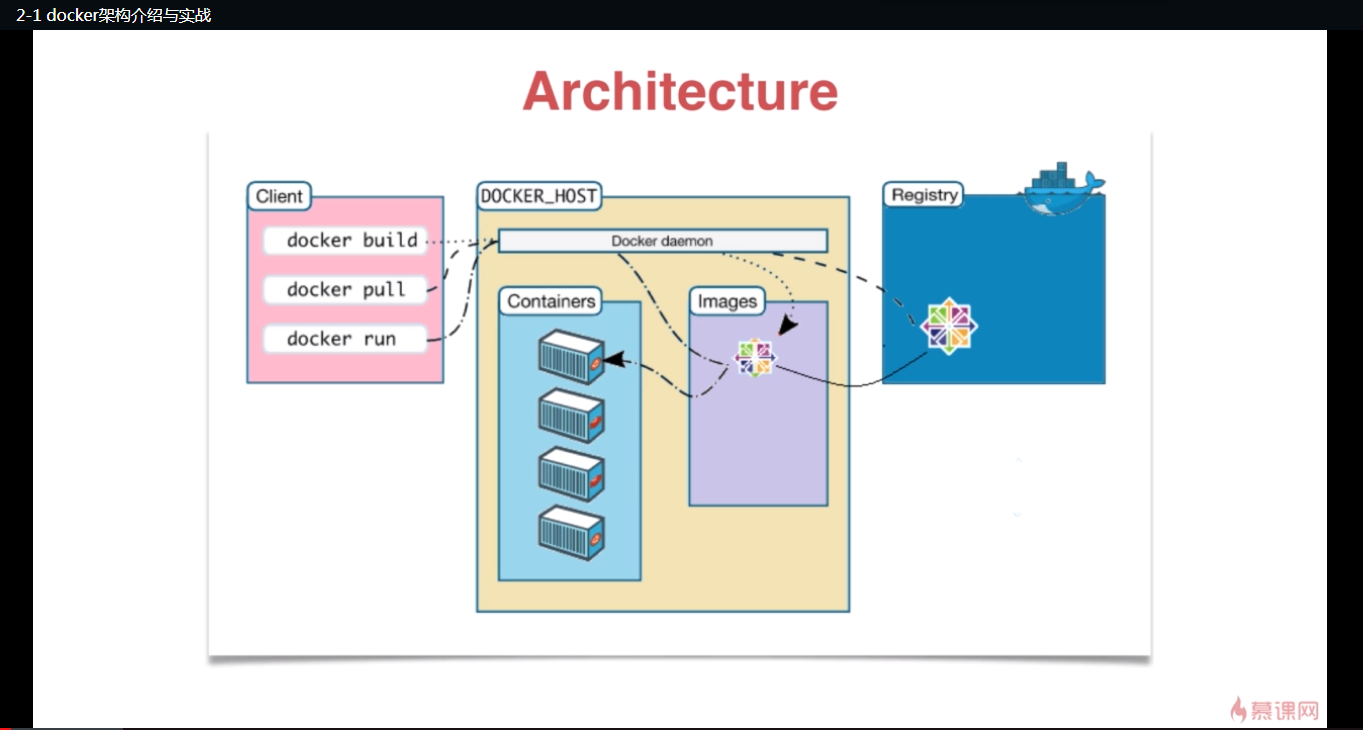 2-1 docker架构介绍与实战
Architecture
Client
docker build
docker pull
docker run
DOCKER_HOST
Docker daemon
Containers
Images
Registry
慕课网